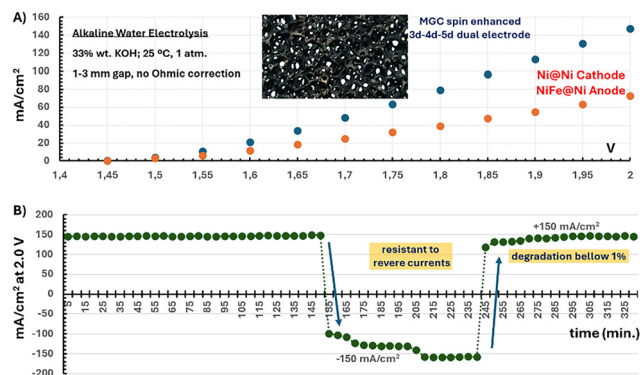 A)
160
140
120
100
80
60
40
20
0
mA/cm²
Alkaline Water Electrolysis
33% wt. KOH; 25 ºC, 1 atm.
1-3 mm gap, no Ohmic correction
MGC spin enhanced
3d-4d-5d dual electrode
Ni@Ni Cathode
NiFe@Ni Anode
V
1,4 1,45 1,5 1,55 1,6 1,65 1,7 1,75 1,8 1,85 1,9 1,95 2
B)
200
150
100
50
0
-50
-100
-150
-200
mA/cm² at 2.0 V
resistant to
revere currents
+150 mA/cm²
degradation bellow 1%
5 15 25 35 45 55 65 75 85 95 105 115 125 135 145 155 165 175 185 195 205 215 225 235 245 255 265 275 285 295 305 315 325
time (min.)
-150 mA/cm²